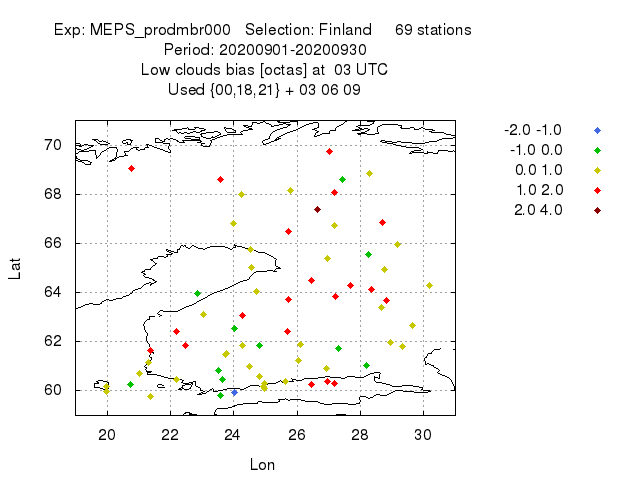 Exp: MEPS_prodmbr000 Selection: Finland 69 stations
Period: 20200901-20200930
Low clouds bias [octas] at 03 UTC
Used {00,18,21} + 03 06 09
-2.0 -1.0
-1.0 0.0
0.0 1.0
1.0 2.0
2.0 4.0
70
68
66
64
62
60
Lat
20 22 24 26 28 30
Lon